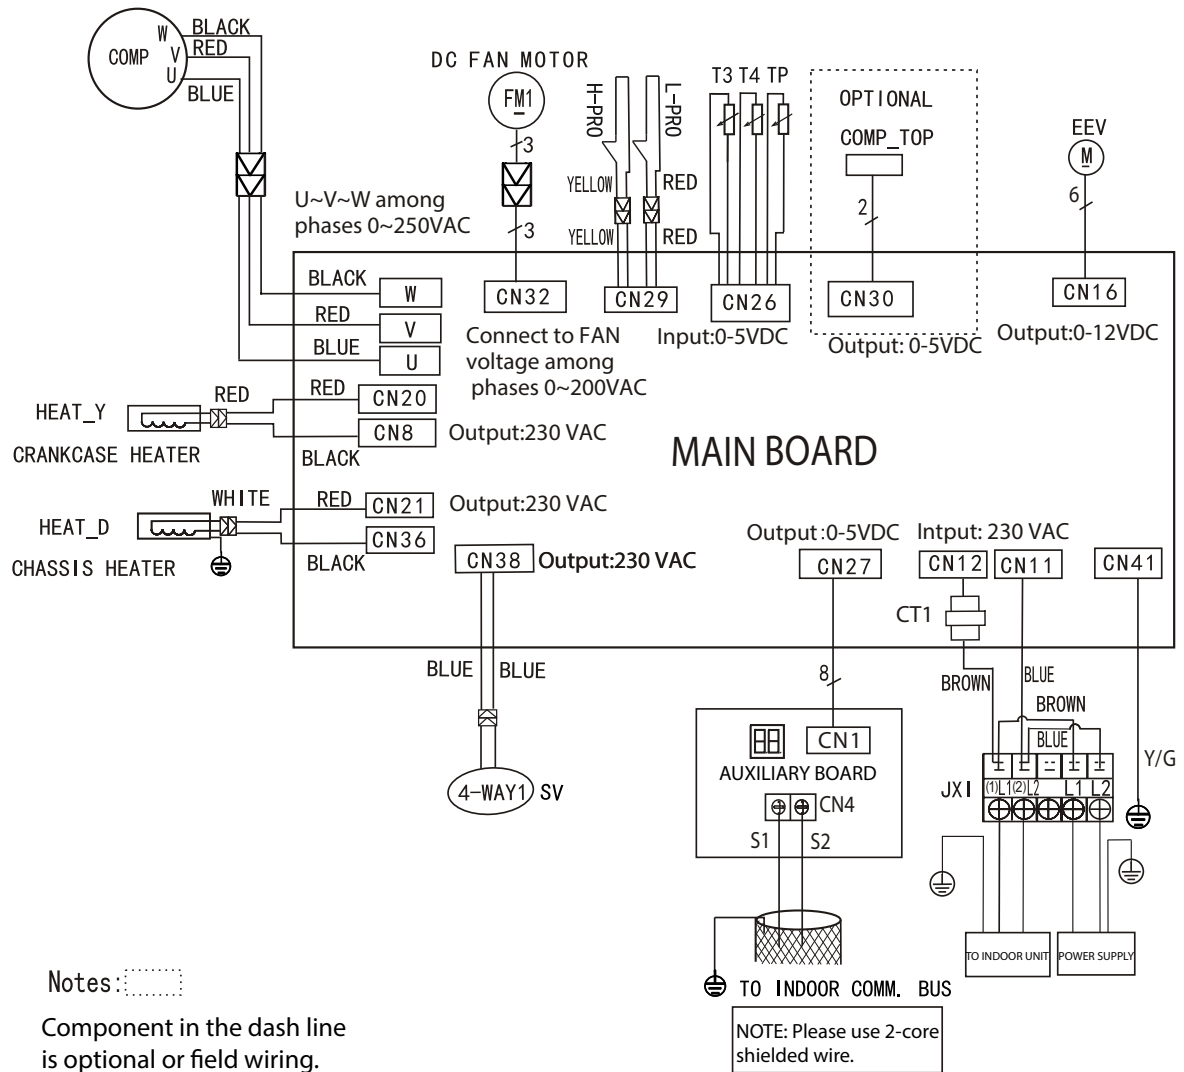 COMP
W
V
U
BLACK
RED
BLUE
DC FAN MOTOR
FM1
3
3
H-PRO
L-PRO
YELLOW
RED
YELLOW
RED
T3 T4 TP
OPTIONAL
COMP_TOP
2
EEV
M
6
U~V~W among
phases 0~250VAC
BLACK
W
RED
V
BLUE
U
CN32
Connect to FAN
voltage among
phases 0~200VAC
CN29
CN26
Input:0-5VDC
CN30
Output: 0-5VDC
CN16
Output:0-12VDC
HEAT_Y
CRANKCASE HEATER
RED
RED
CN20
CN8
Output:230 VAC
BLACK
MAIN BOARD
HEAT_D
CHASSIS HEATER
WHITE
RED
CN21
Output:230 VAC
CN36
BLACK
CN38
Output:230 VAC
BLUE
BLUE
4-WAY1
SV
Output:0-5VDC
CN27
8
Intput: 230 VAC
CN12
CN11
CN41
CT1
BROWN
BLUE
BROWN
BLUE
Y/G
JX1
(1)L1
(2)L2
L1
L2
CN1
AUXILIARY BOARD
CN4
S1
S2
TO INDOOR UNIT
POWER SUPPLY
TO INDOOR COMM. BUS
NOTE: Please use 2-core
shielded wire.
Notes:
Component in the dash line
is optional or field wiring.